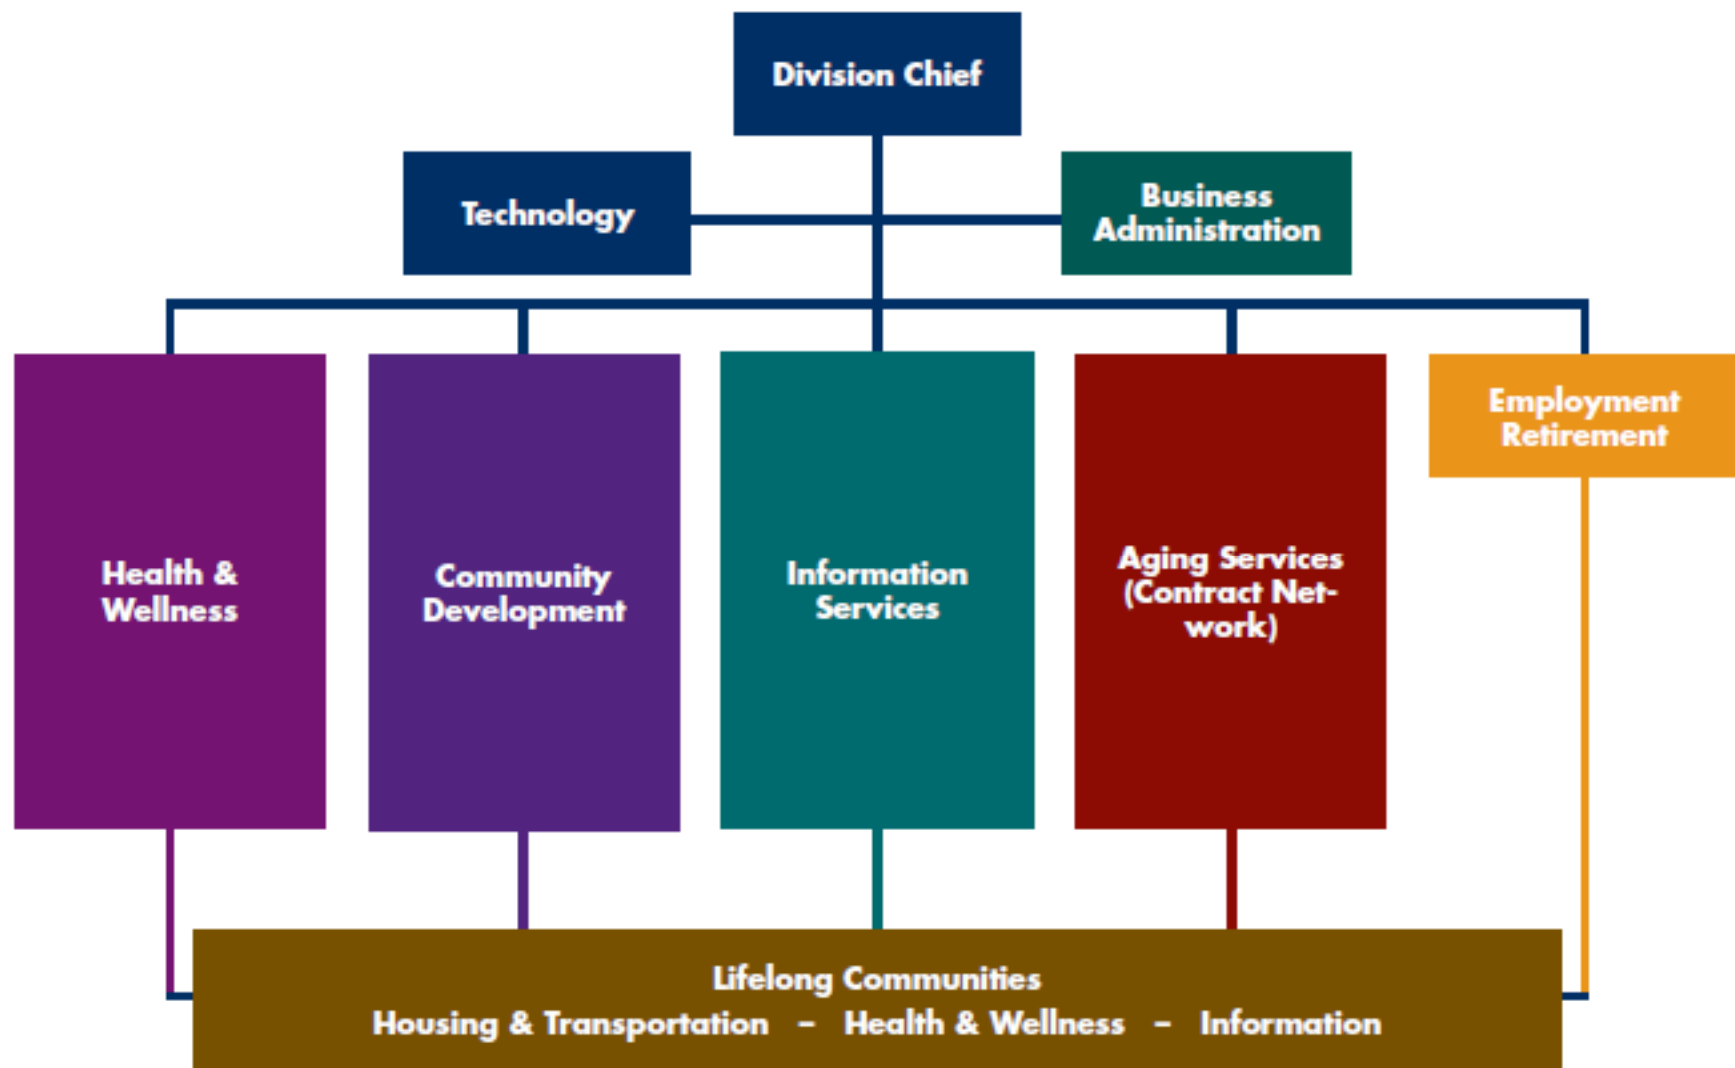 Division Chief
Technology
Business
Administration
Health &
Wellness
Community
Development
Information
Services
Aging Services
(Contract Net-
work)
Employment
Retirement
Lifelong Communities
Housing & Transportation – Health & Wellness – Information